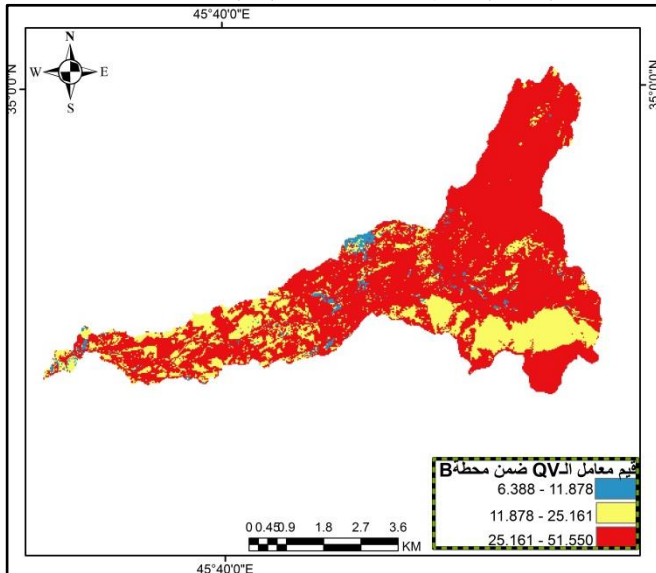 45°40'0"E
N
W E
S
35°0'0"N
35°0'0"N
قيم معامل الـQV ضمن محطةB
6.388 - 11.878
11.878 - 25.161
25.161 - 51.550
0 0.45 0.9 1.8 2.7 3.6
KM
45°40'0"E